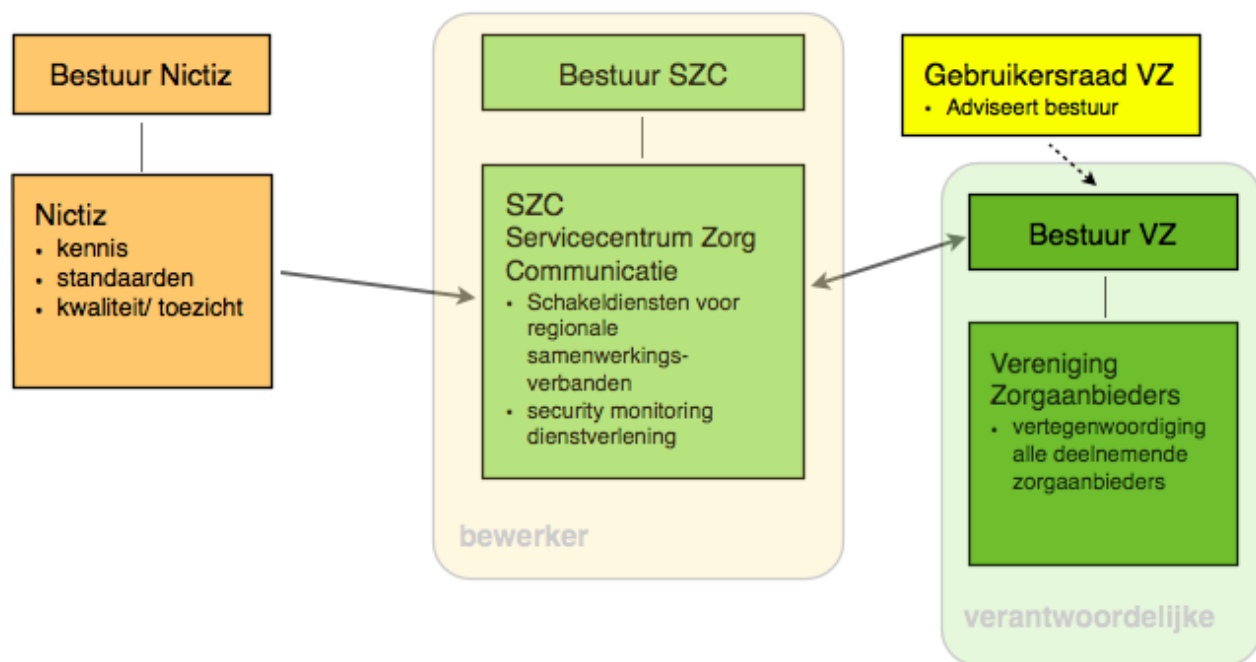 Bestuur Nictiz
Nictiz
• kennis
• standaarden
• kwaliteit/ toezicht
Bestuur SZC
SZC
Servicecentrum Zorg
Communicatie
• Schakeldiensten voor
regionale
samenwerkings-
verbanden
• security monitoring
dienstverlening
bewerker
Gebruikersraad VZ
• Adviseert bestuur
Bestuur VZ
Vereniging
Zorgaanbieders
• vertegenwoordiging
alle deelnemende
zorgaanbieders
verantwoordelijke